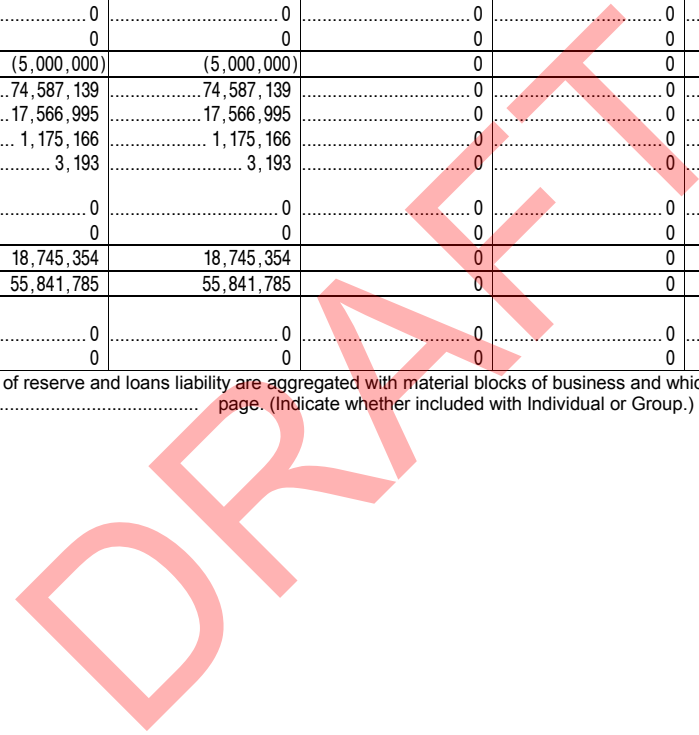 ..............0 ..............................0 ..............................0 ..............................0 ...
0 0 0 0
(5,000,000) (5,000,000) 0 0
..74,587,139 ................74,587,139 ..............................0 ..............................0 ...
..17,566,995 ................17,566,995 ..............................0 ..............................0 ...
...1,175,166 .................1,175,166 ..............................0 ..............................0 ...
..........3,193 ........................3,193 ..............................0 ..............................0 ...
..............0 ..............................0 ..............................0 ..............................0 ...
0 0 0 0
18,745,354 18,745,354 0 0
55,841,785 55,841,785 0 0
..............0 ..............................0 ..............................0 ..............................0 ...
0 0 0 0
of reserve and loans liability are aggregated with material blocks of business and whic
.................................... page. (Indicate whether included with Individual or Group.)
DRAFT